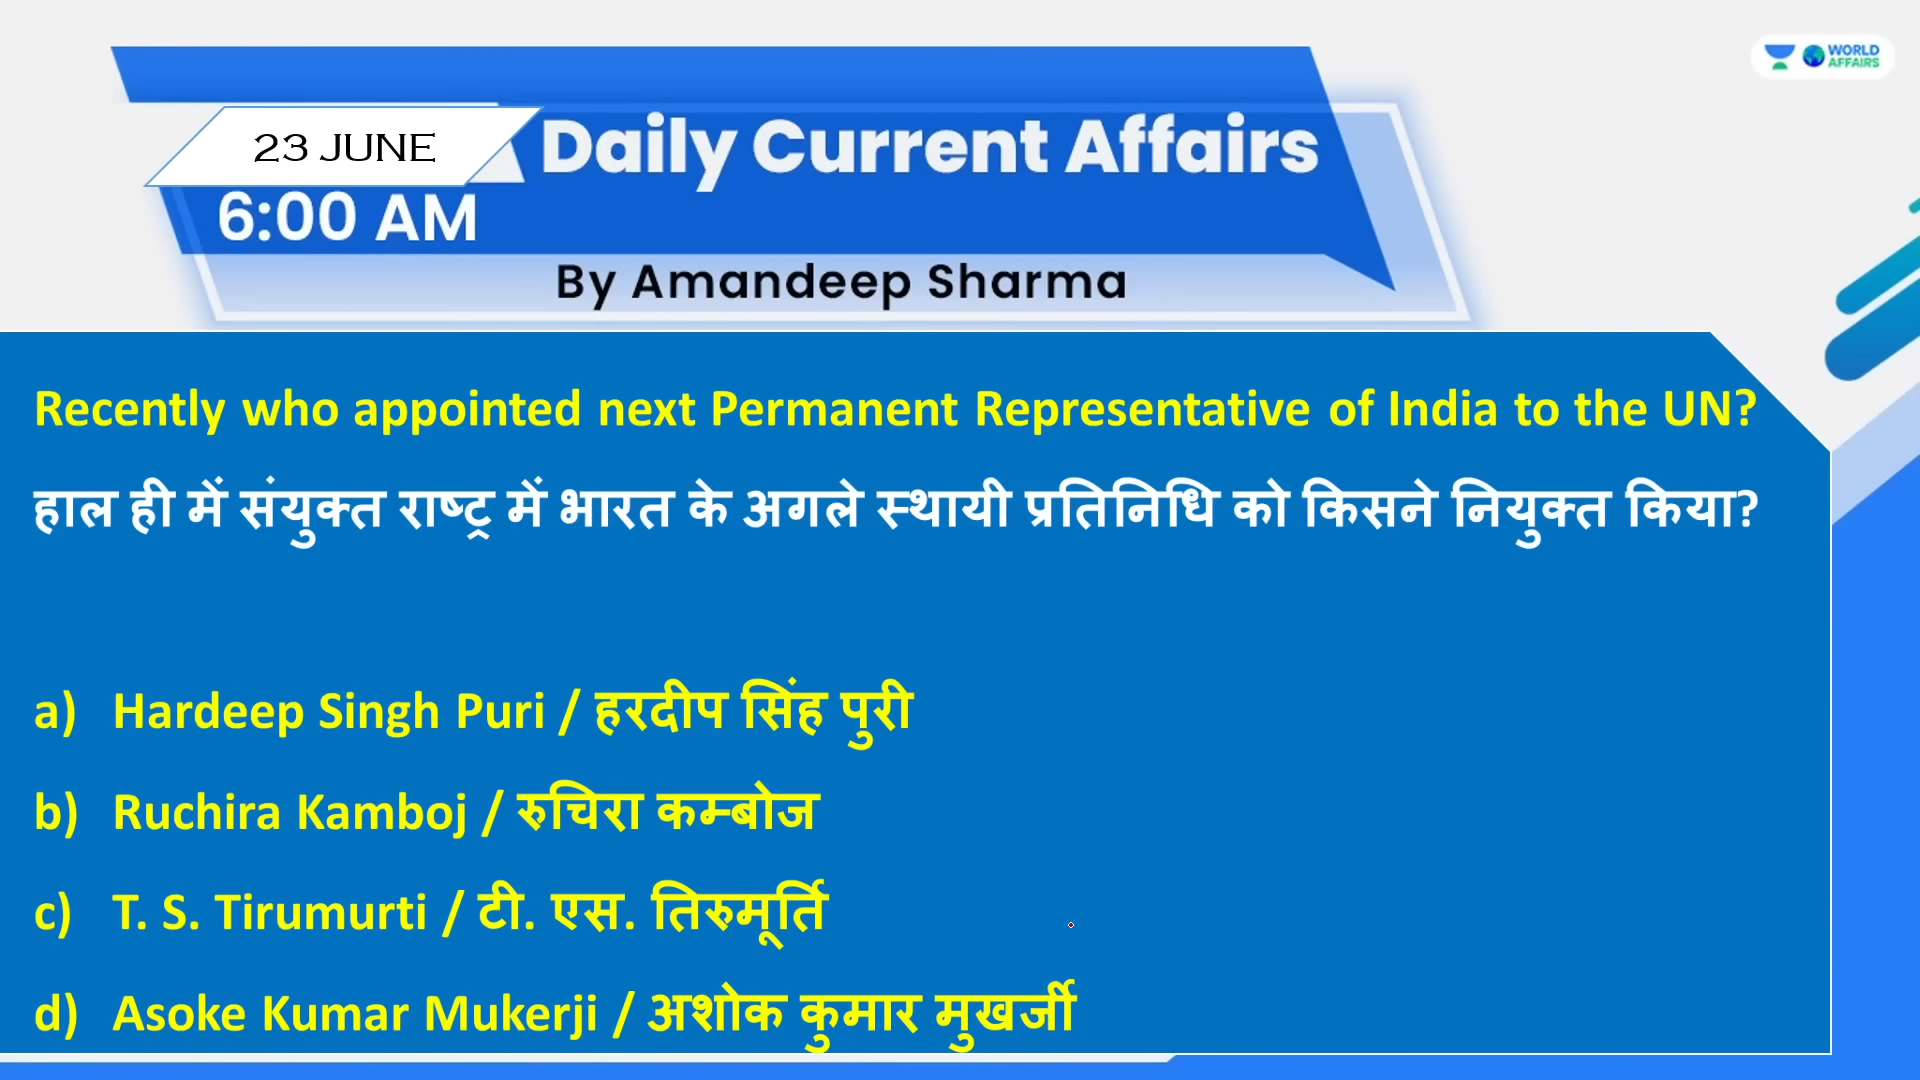 WORLD
AFFAIRS
23 JUNE
Daily Current Affairs
6:00 AM
By Amandeep Sharma
Recently who appointed next Permanent Representative of India to the UN?
हाल ही में संयुक्त राष्ट्र में भारत के अगले स्थायी प्रतिनिधि को किसने नियुक्त किया?
a) Hardeep Singh Puri / हरदीप सिंह पुरी
b) Ruchira Kamboj / रुचिरा कम्बोज
c) T. S. Tirumurti / टी. एस. तिरुमूर्ति
d) Asoke Kumar Mukerji / अशोक कुमार मुखर्जी